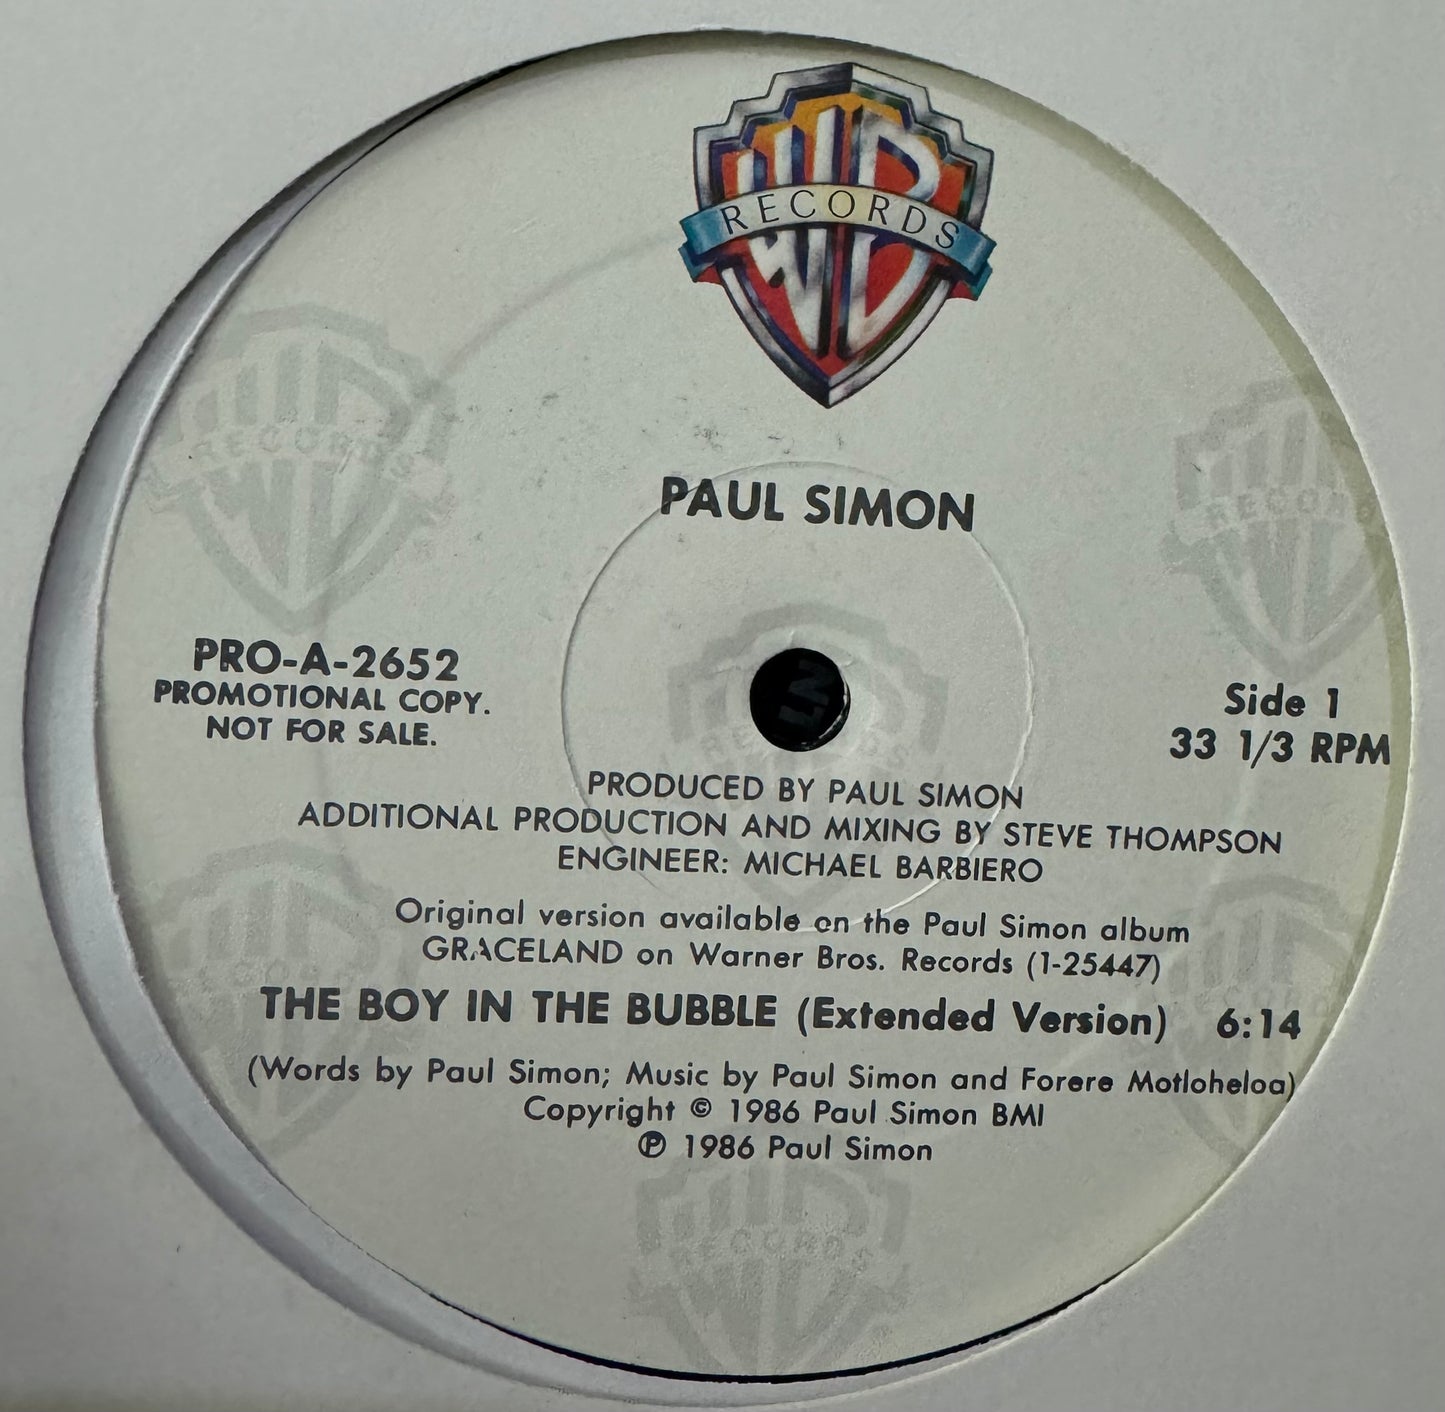 WB
RECORDS
PAUL SIMON
PRO-A-2652
PROMOTIONAL COPY.
NOT FOR SALE.
Side 1
33 1/3 RPM
PRODUCED BY PAUL SIMON
ADDITIONAL PRODUCTION AND MIXING BY STEVE THOMPSON
ENGINEER: MICHAEL BARBIERO
Original version available on the Paul Simon album
GRACELAND on Warner Bros. Records (1-25447)
THE BOY IN THE BUBBLE (Extended Version) 6:14
(Words by Paul Simon; Music by Paul Simon and Forere Motloheloa)
Copyright © 1986 Paul Simon BMI
℗ 1986 Paul Simon